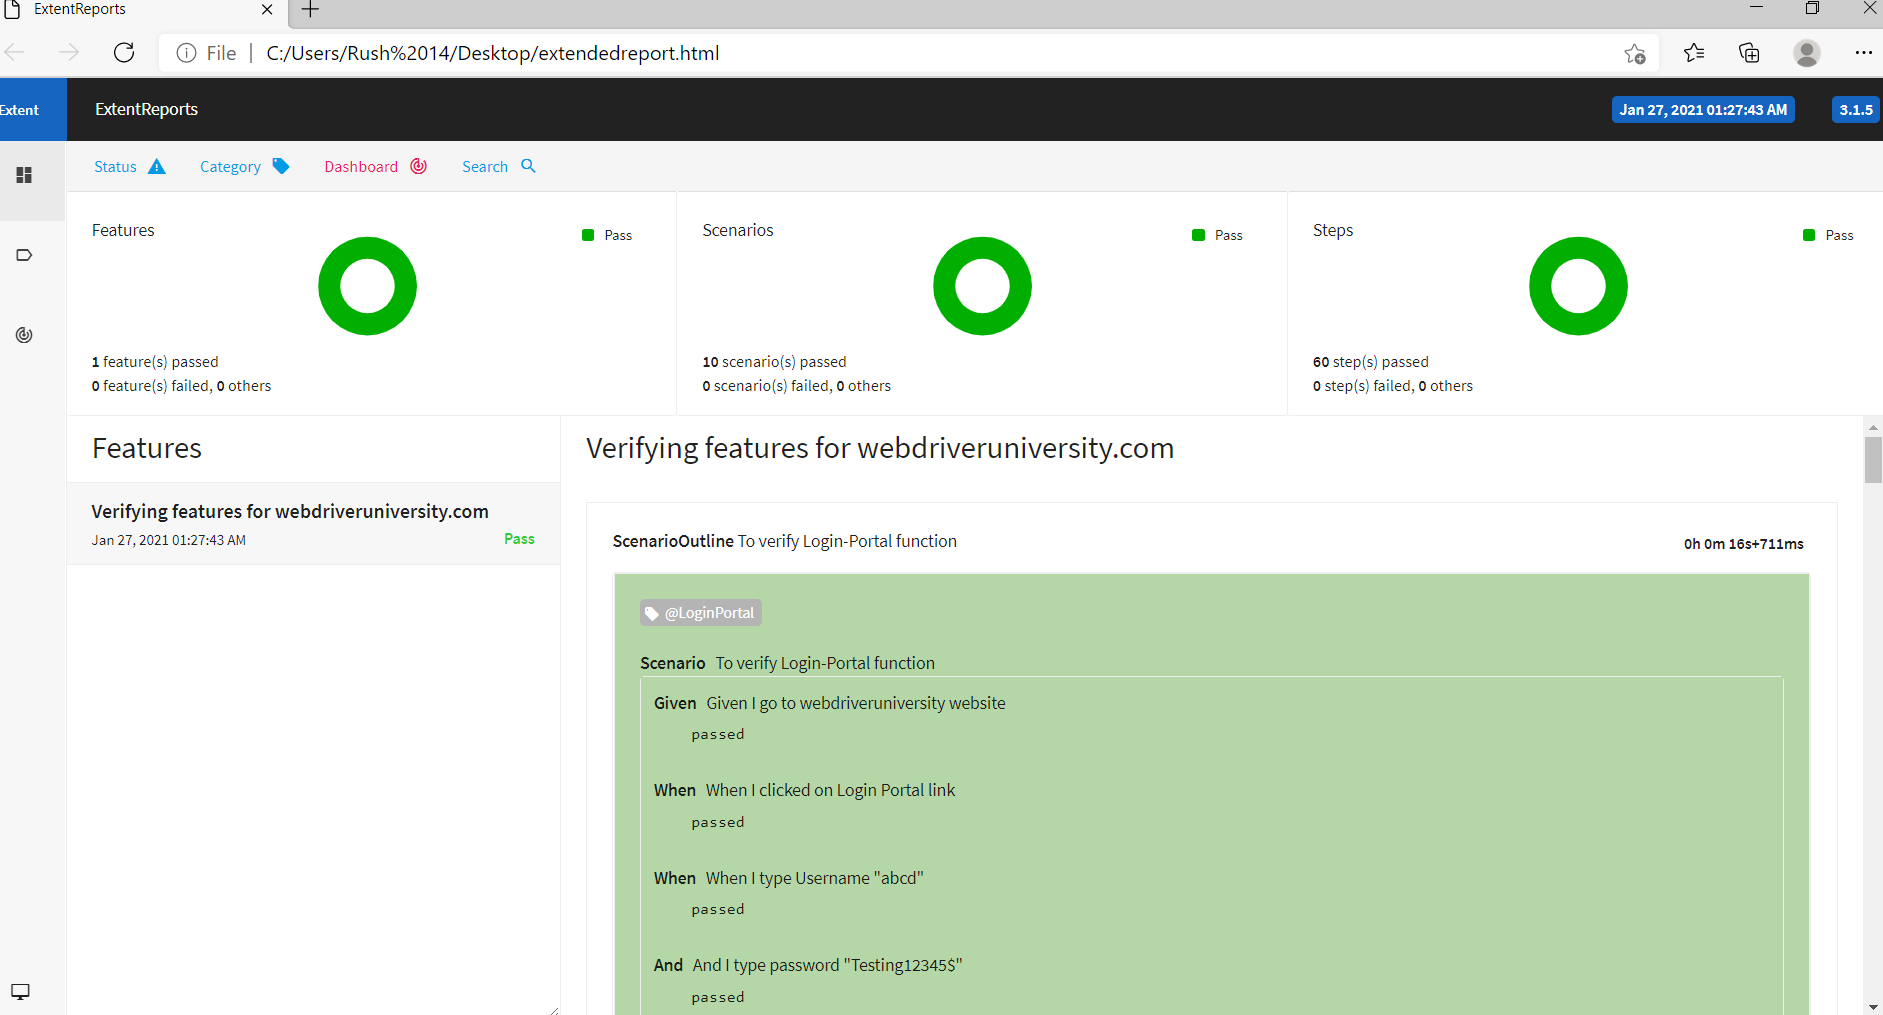 ExtentReports
File | C:/Users/Rush%2014/Desktop/extendedreport.html
Extent
ExtentReports
Jan 27, 2021 01:27:43 AM
3.1.5
Status
Category
Dashboard
Search
Features
Pass
1 feature(s) passed
0 feature(s) failed, 0 others
Scenarios
Pass
10 scenario(s) passed
0 scenario(s) failed, 0 others
Steps
Pass
60 step(s) passed
0 step(s) failed, 0 others
Features
Verifying features for webdriveruniversity.com
Jan 27, 2021 01:27:43 AM
Pass
Verifying features for webdriveruniversity.com
ScenarioOutline To verify Login-Portal function
0h 0m 16s+711ms
@LoginPortal
Scenario To verify Login-Portal function
Given Given I go to webdriveruniversity website
passed
When When I clicked on Login Portal link
passed
When When I type Username "abcd"
passed
And And I type password "Testing12345$"
passed